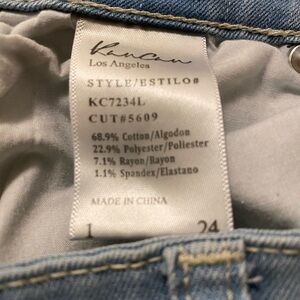 KanCan
Los Angeles
STYLE/ESTILO#
KC7234L
CUT#5609
68.9% Cotton/Algodon
22.9% Polyester/Poliester
7.1% Rayon/Rayon
1.1% Spandex/Elastano
MADE IN CHINA
1 24